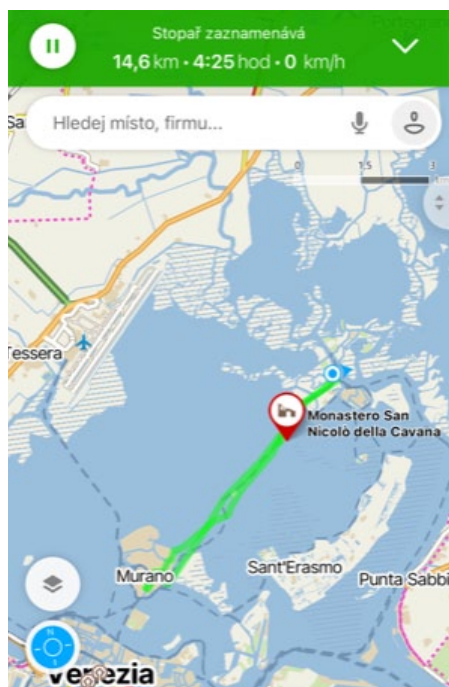 Stopař zaznamenává
14,6 km • 4:25 hod • 0 km/h
Hledej místo, firmu...
0
0 1,5 3
Tessera
Monastero San
Nicolò della Cavana
Murano
Sant'Erasmo
Punta Sabbi
N
Venezia